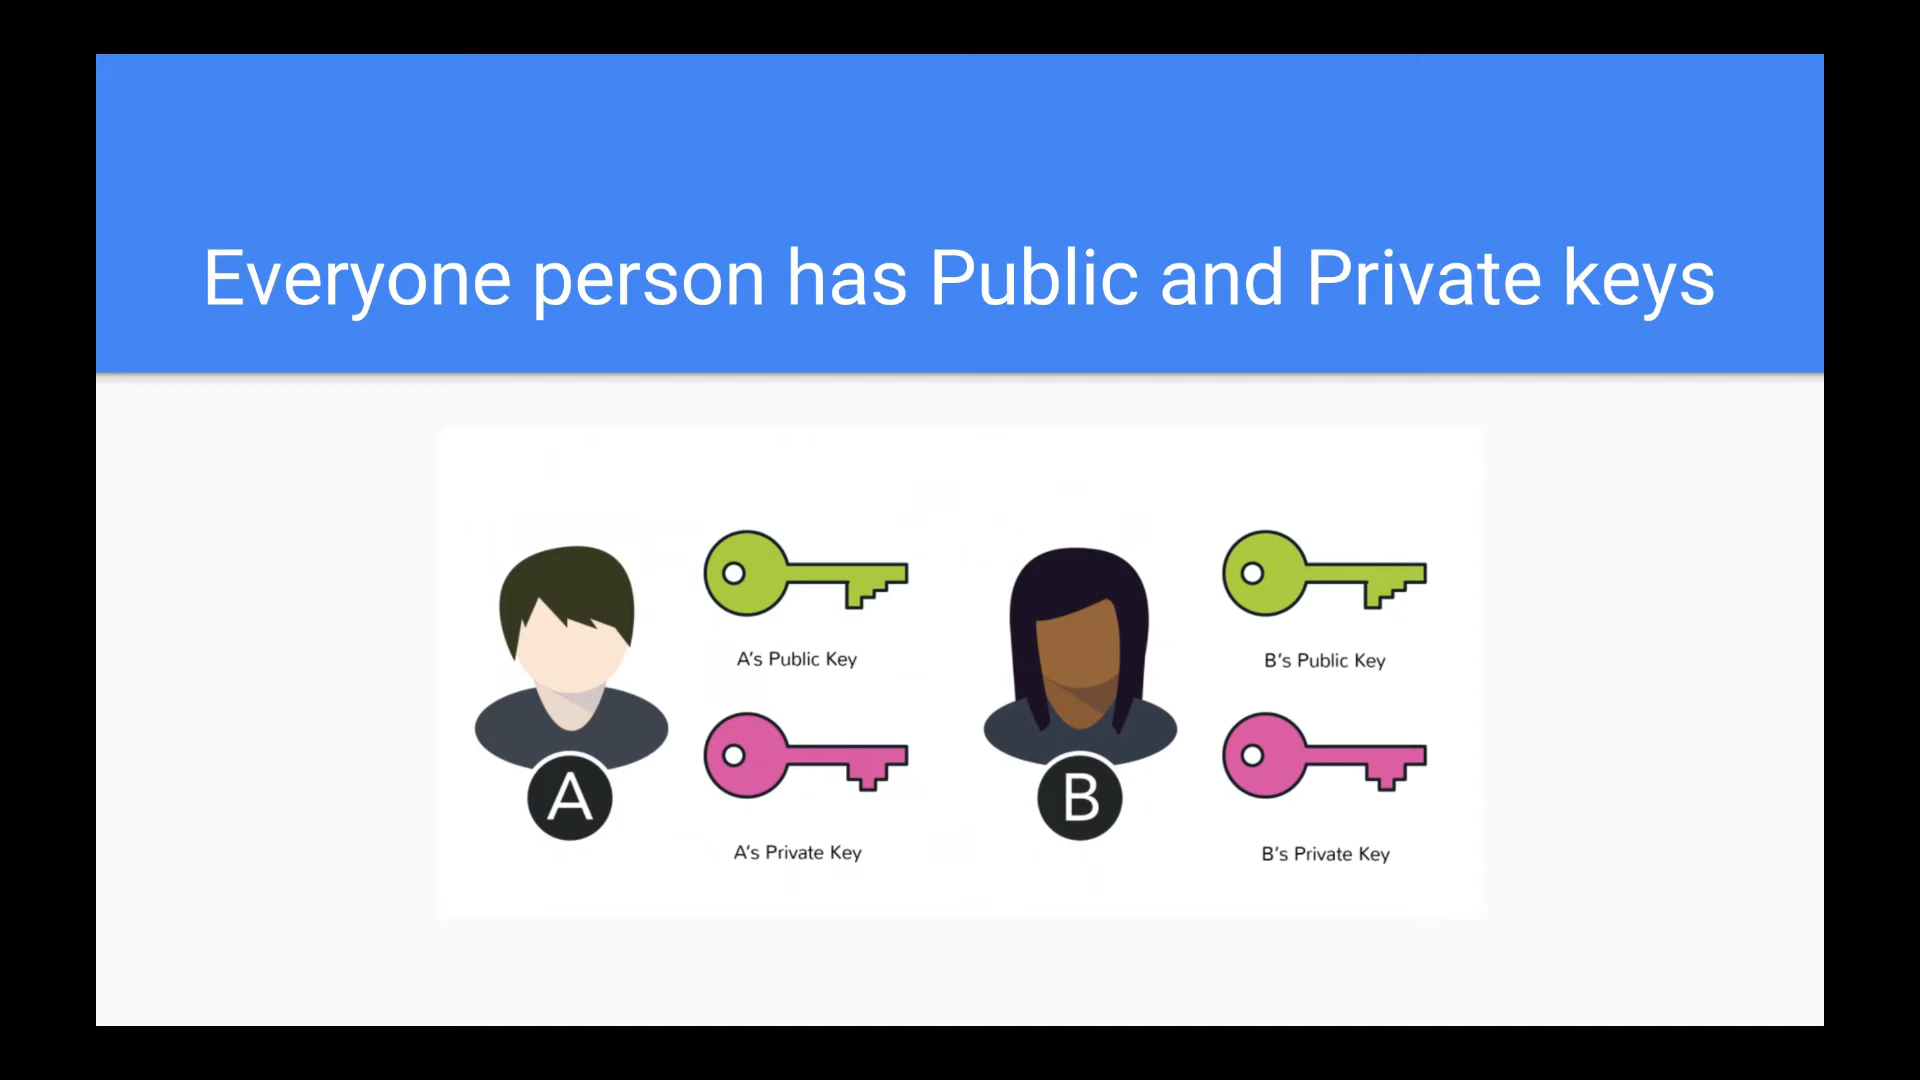 Everyone person has Public and Private keys
A's Public Key
B's Public Key
A
B
A's Private Key
B's Private Key